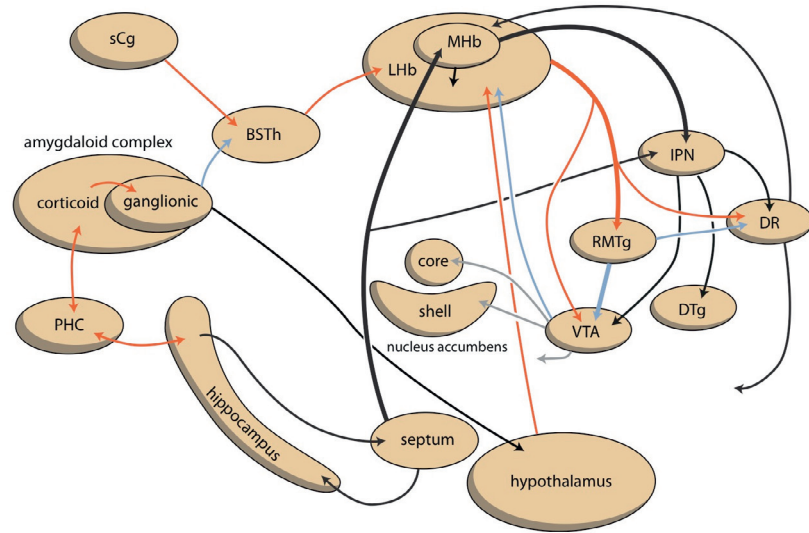 sCg
MHb
LHb
BSTh
amygdaloid complex
IPN
corticoid
ganglionic
DR
RMTg
core
shell
DTg
PHC
VTA
nucleus accumbens
hippocampus
septum
hypothalamus